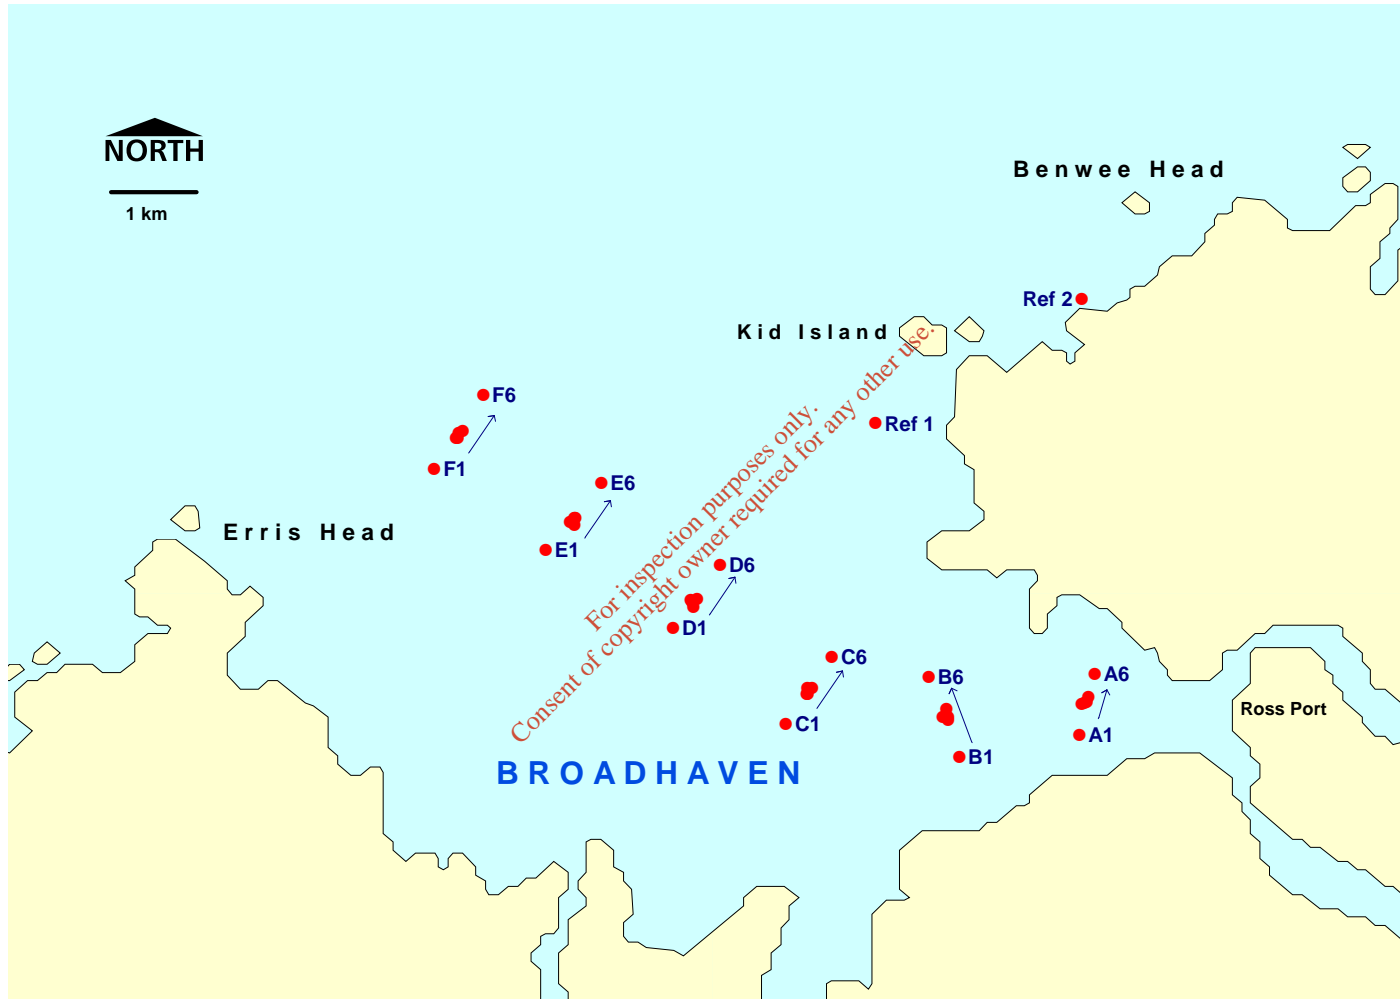 NORTH
1 km
Benwee Head
Ref 2
Kid Island
F6
Ref 1
F1
E6
Erris Head
E1
D6
D1
C6
C1
B6
B1
A6
A1
Ross Port
BROADHAVEN
For inspection purposes only.
Consent of copyright owner required for any other use.